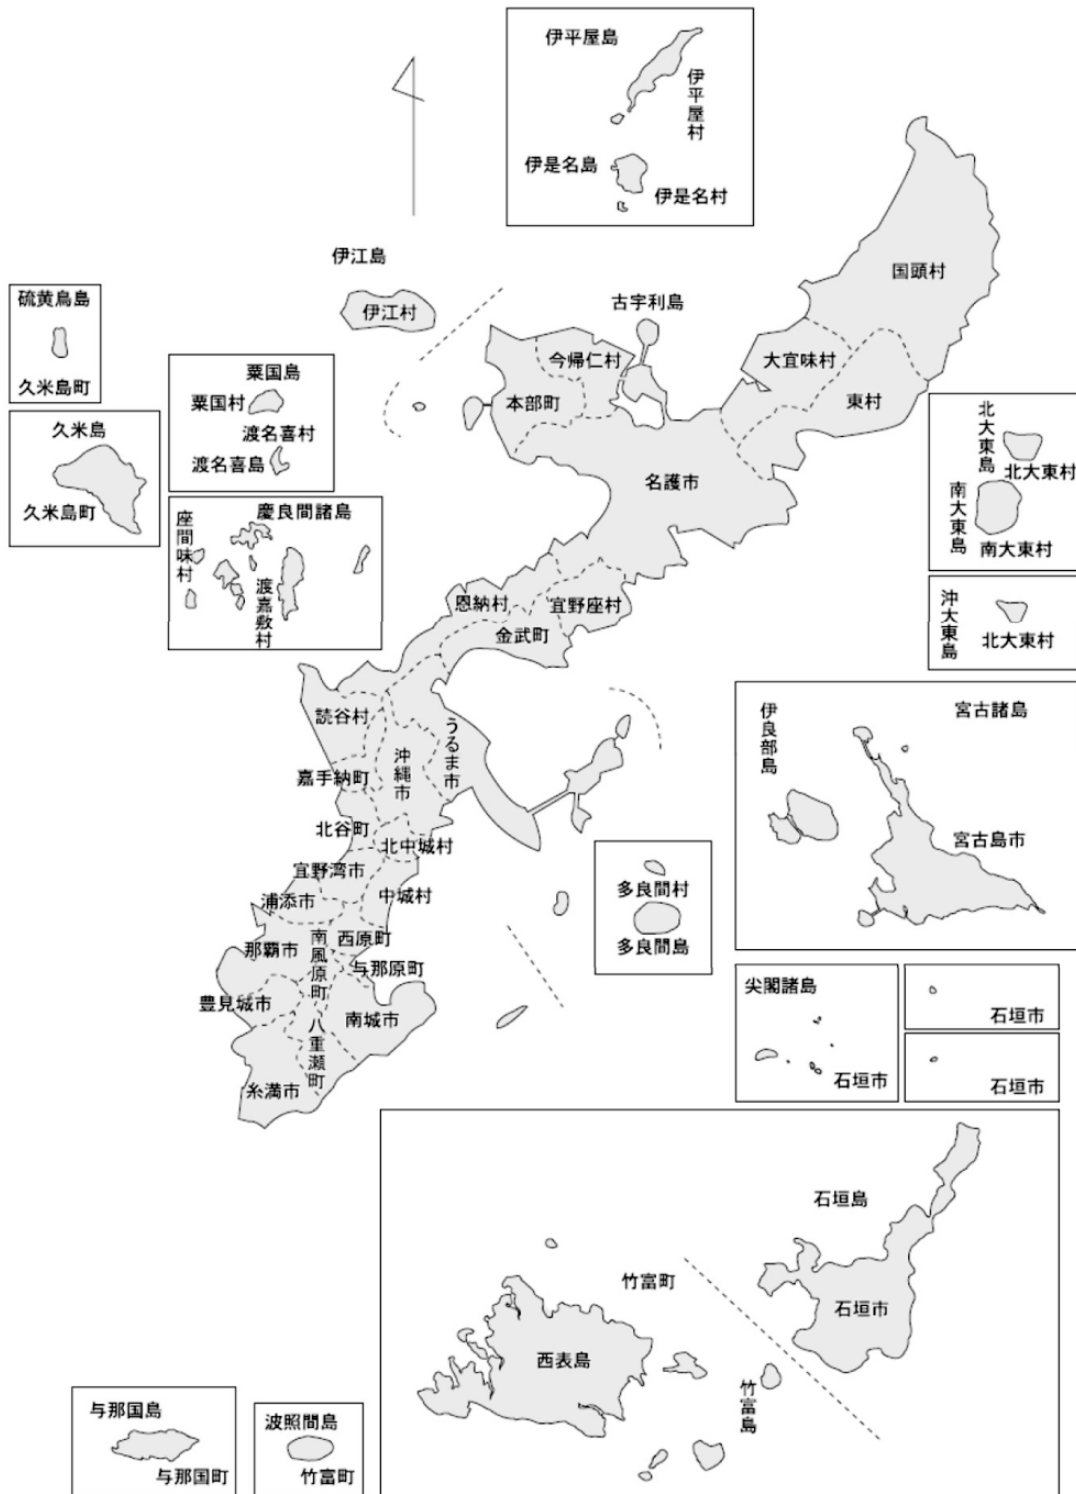 伊平屋島
伊平屋村
伊是名島
伊是名村
伊江島
伊江村
国頭村
古宇利島
今帰仁村
大宜味村
本部町
東村
名護市
硫黄鳥島
久米島町
粟国島
粟国村
渡名喜村
渡名喜島
久米島
久米島町
慶良間諸島
座間味村
渡嘉敷村
北大東島
北大東村
南大東島
南大東村
沖大東島
北大東村
恩納村
宜野座村
金武町
読谷村
うるま市
沖縄市
嘉手納町
北谷町
北中城村
宜野湾市
中城村
浦添市
西原町
那覇市
南風原町
与那原町
豊見城市
南城市
八重瀬町
糸満市
宮古諸島
伊良部島
宮古島市
多良間村
多良間島
尖閣諸島
石垣市
石垣市
石垣市
石垣島
石垣市
竹富町
西表島
竹富島
与那国島
与那国町
波照間島
竹富町